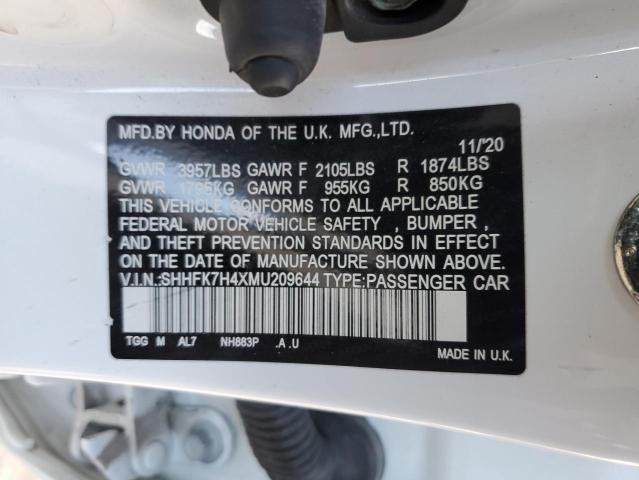 MFD.BY HONDA OF THE U.K. MFG.,LTD.
11/'20
GVWR 3957LBS GAWR F 2105LBS R 1874LBS
GVWR 1795KG GAWR F 955KG R 850KG
THIS VEHICLE CONFORMS TO ALL APPLICABLE
FEDERAL MOTOR VEHICLE SAFETY , BUMPER ,
AND THEFT PREVENTION STANDARDS IN EFFECT
ON THE DATE OF MANUFACTURE SHOWN ABOVE.
V.I.N.:SHHFK7H4XMU209644 TYPE:PASSENGER CAR
TGG M AL7 NH883P .A .U
MADE IN U.K.